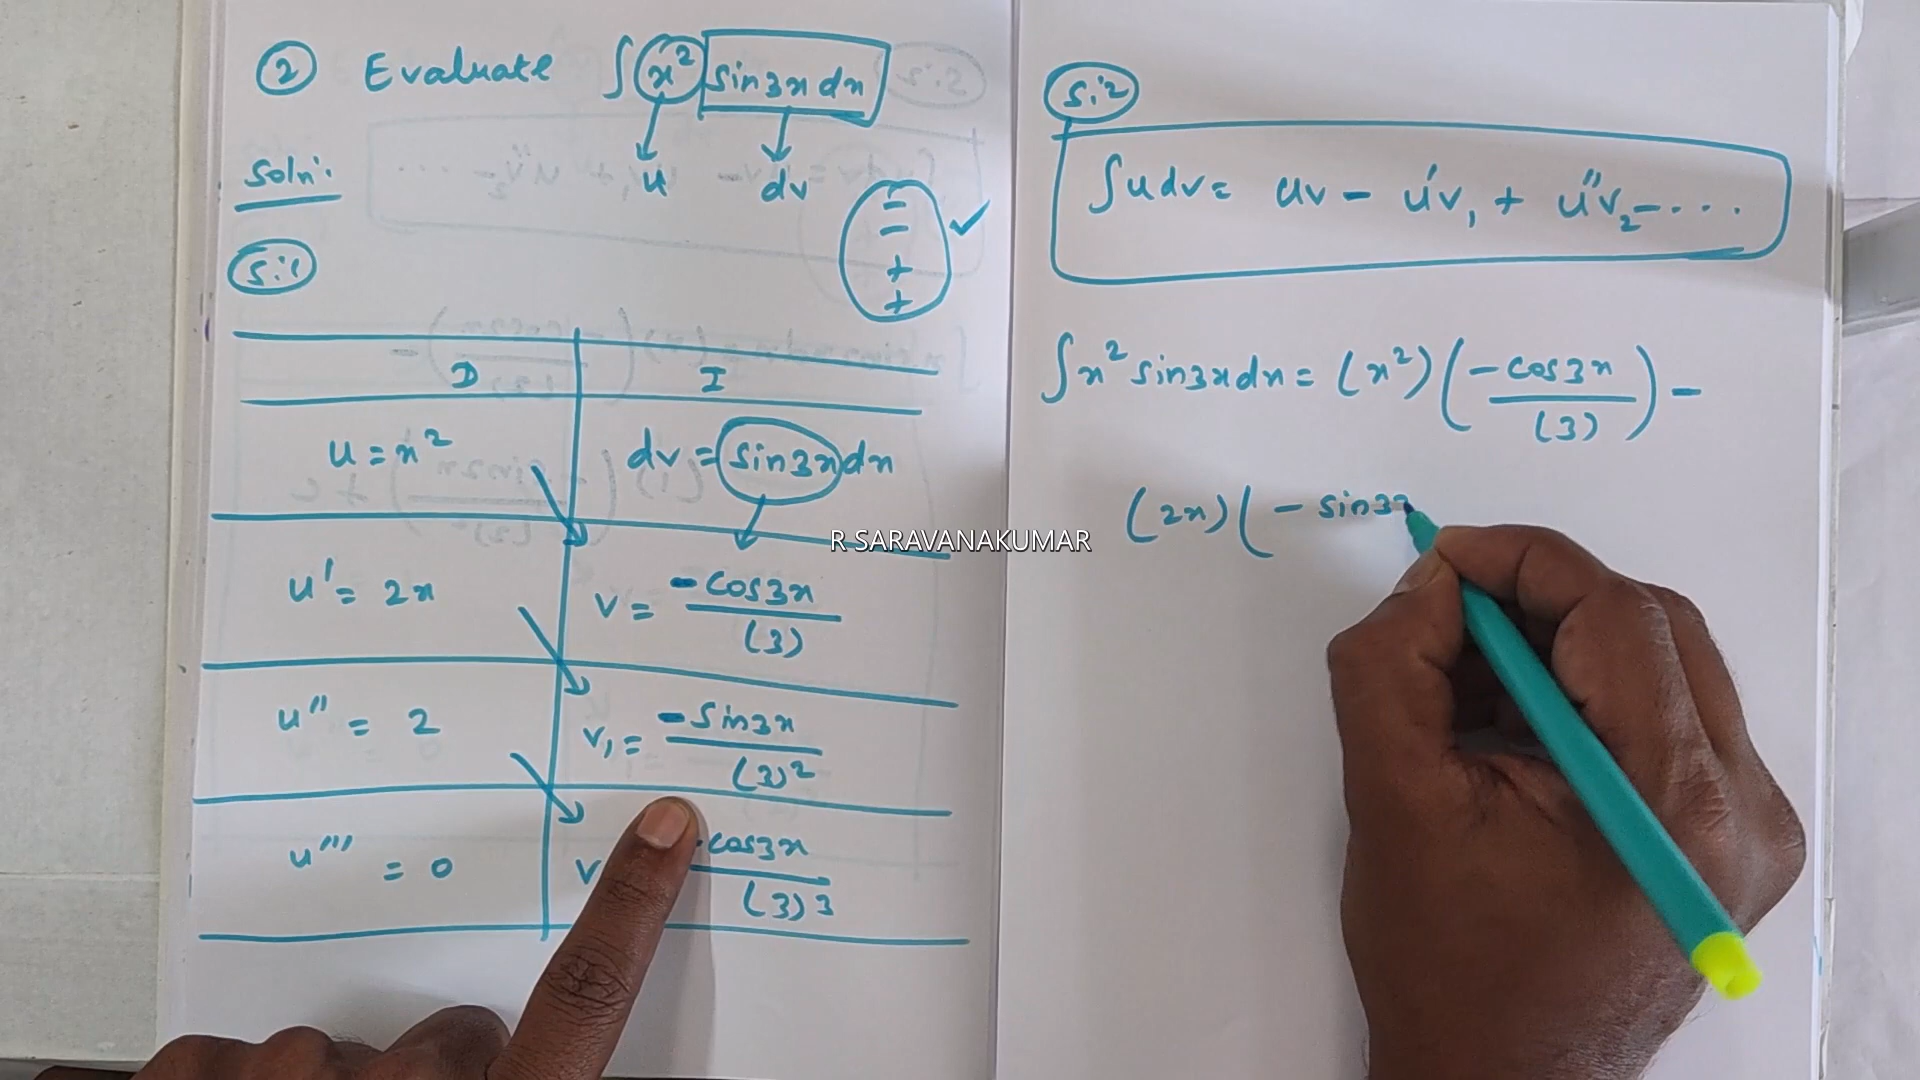 ② Evaluate ∫x² sin3x dx
u dv
Soln:
S:1
-
-
+
+ ✓
D I
u = x² dv = sin3x dx
u' = 2x v = -cos3x/(3)
u'' = 2 v₁ = -sin3x/(3)²
u''' = 0 v cos3x/(3)3
S:2
∫u dv = uv - u'v₁ + u''v₂ - ....
∫x² sin3x dx = (x²)(-cos3x/(3)) -
(2x)(- sin3
R SARAVANAKUMAR